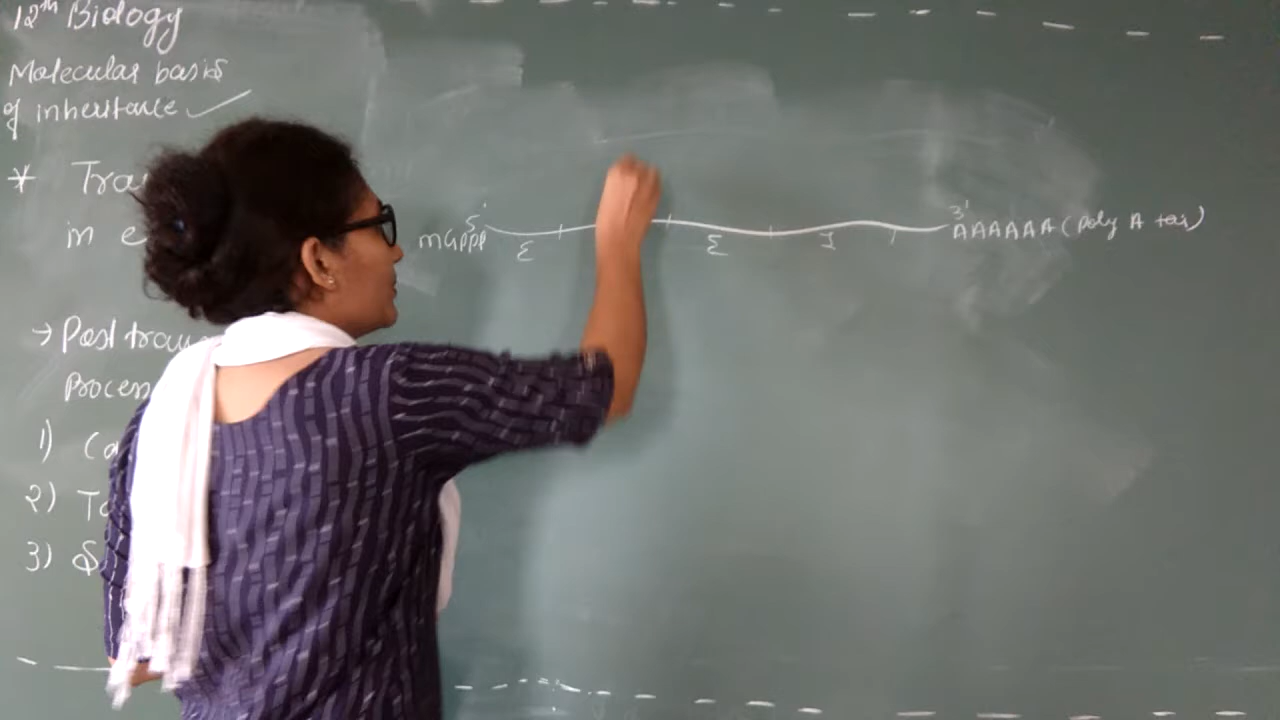 12th Biology
Molecular basis
of inheritance ✓
* Tra
in e
→ Post tran
Process
1) Ca
2) Ta
3) S
5' 3'
mGppp AAAAAA (Poly A tail)
E E I